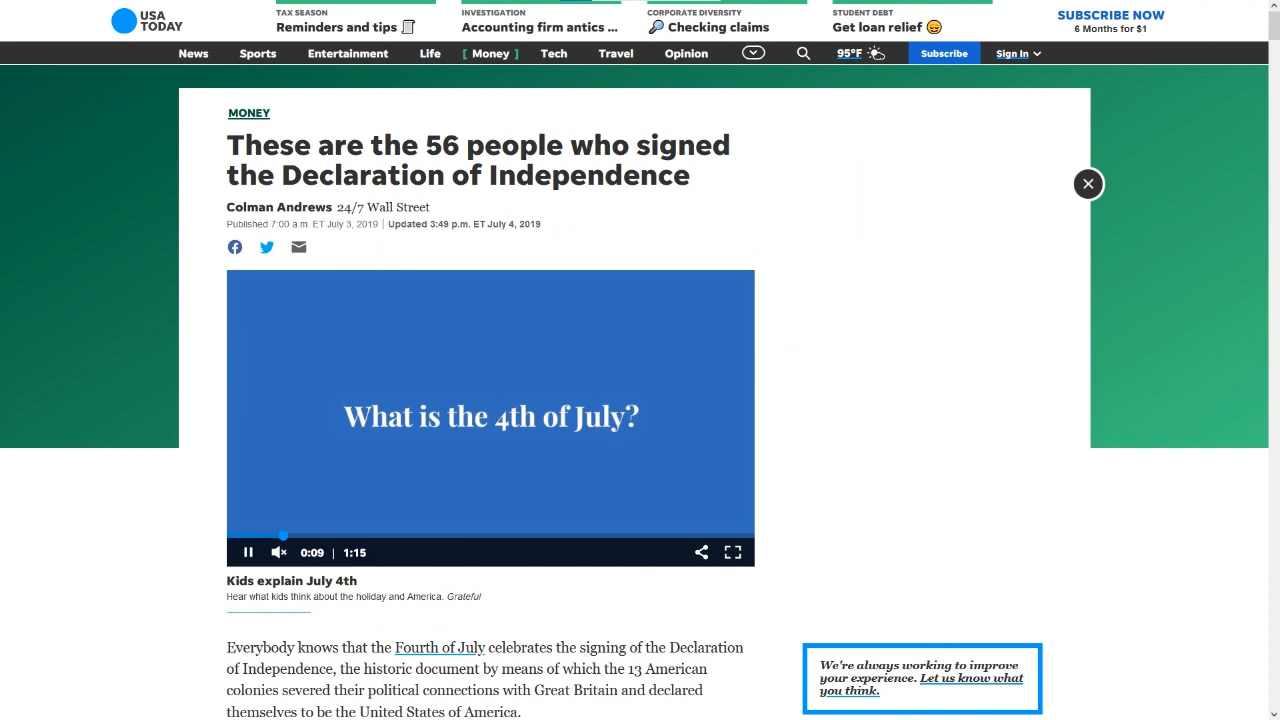 USA
TODAY
TAX SEASON
Reminders and tips
INVESTIGATION
Accounting firm antics ...
CORPORATE DIVERSITY
Checking claims
STUDENT DEBT
Get loan relief
SUBSCRIBE NOW
6 Months for $1
News Sports Entertainment Life [ Money ] Tech Travel Opinion 95°F Subscribe Sign In
MONEY
These are the 56 people who signed
the Declaration of Independence
Colman Andrews 24/7 Wall Street
Published 7:00 a.m. ET July 3, 2019 | Updated 3:49 p.m. ET July 4, 2019
What is the 4th of July?
0:09 | 1:15
Kids explain July 4th
Hear what kids think about the holiday and America. Grateful
Everybody knows that the Fourth of July celebrates the signing of the Declaration
of Independence, the historic document by means of which the 13 American
colonies severed their political connections with Great Britain and declared
themselves to be the United States of America.
We're always working to improve
your experience. Let us know what
you think.